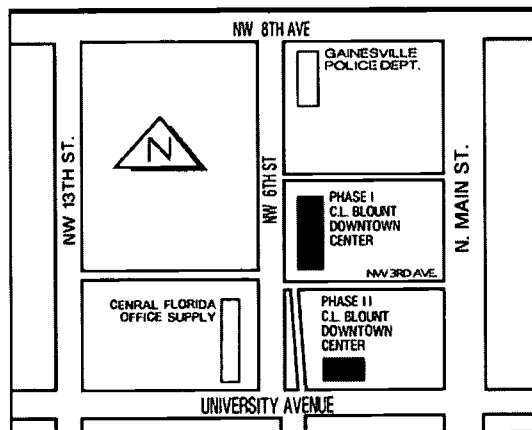 NW 8TH AVE
GAINESVILLE
POLICE DEPT.
N
NW 13TH ST.
NW 6TH ST
N. MAIN ST.
PHASE I
C.L. BLOUNT
DOWNTOWN
CENTER
NW 3RD AVE.
CENRAL FLORIDA
OFFICE SUPPLY
PHASE II
C.L. BLOUNT
DOWNTOWN
CENTER
UNIVERSITY AVENUE